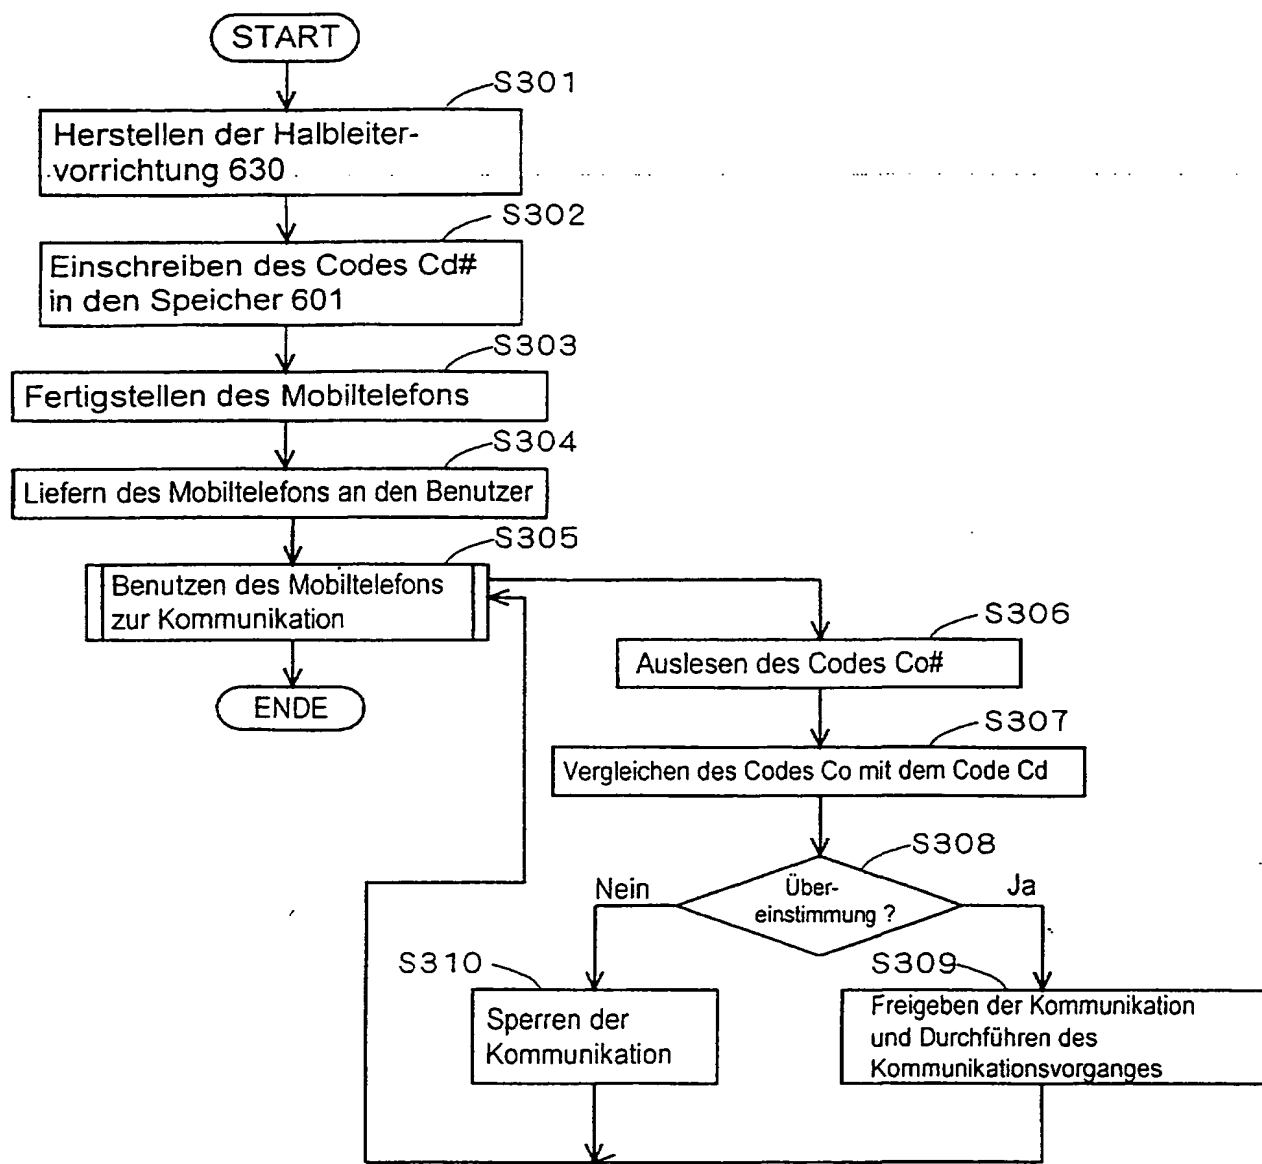 START
S301
Herstellen der Halbleiter-
vorrichtung 630
S302
Einschreiben des Codes Cd#
in den Speicher 601
S303
Fertigstellen des Mobiltelefons
S304
Liefern des Mobiltelefons an den Benutzer
S305
Benutzen des Mobiltelefons
zur Kommunikation
ENDE
S306
Auslesen des Codes Co#
S307
Vergleichen des Codes Co mit dem Code Cd
S308
Über-
einstimmung ?
Nein
Ja
S310
Sperren der
Kommunikation
S309
Freigeben der Kommunikation
und Durchführen des
Kommunikationsvorganges